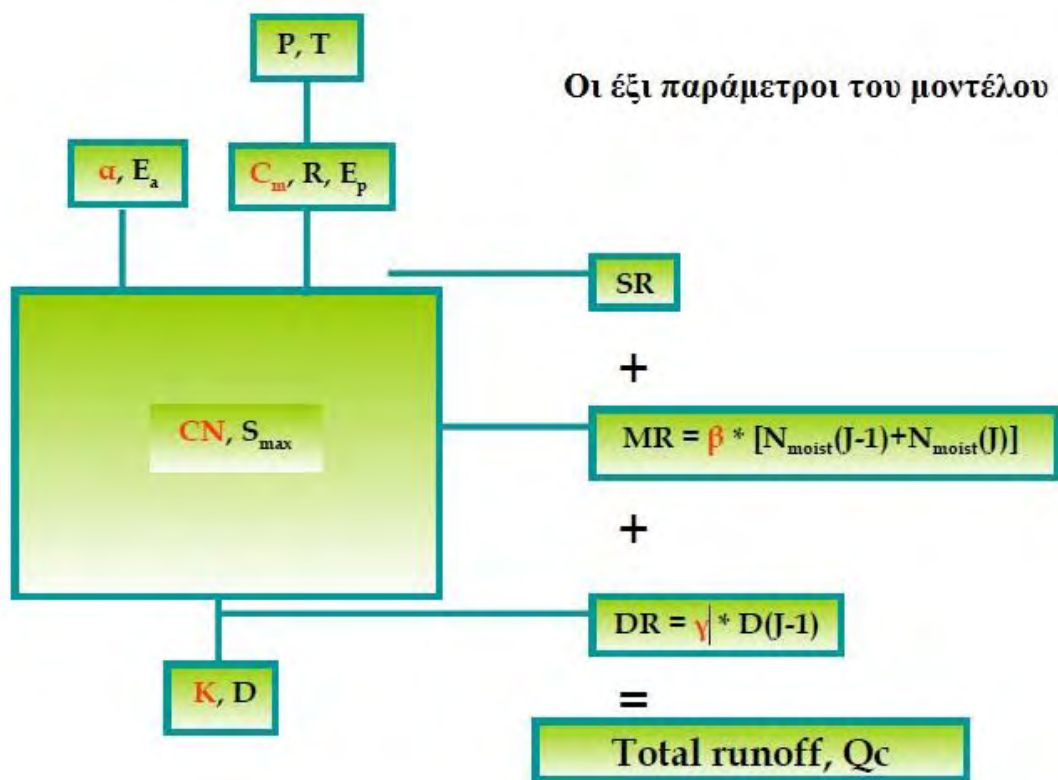 P, T
Οι έξι παράμετροι του μοντέλου
α, Ea
Cm, R, Ep
SR
+
CN, Smax
MR = β * [Nmoist(J-1)+Nmoist(J)]
+
DR = γ * D(J-1)
K, D
=
Total runoff, Qc